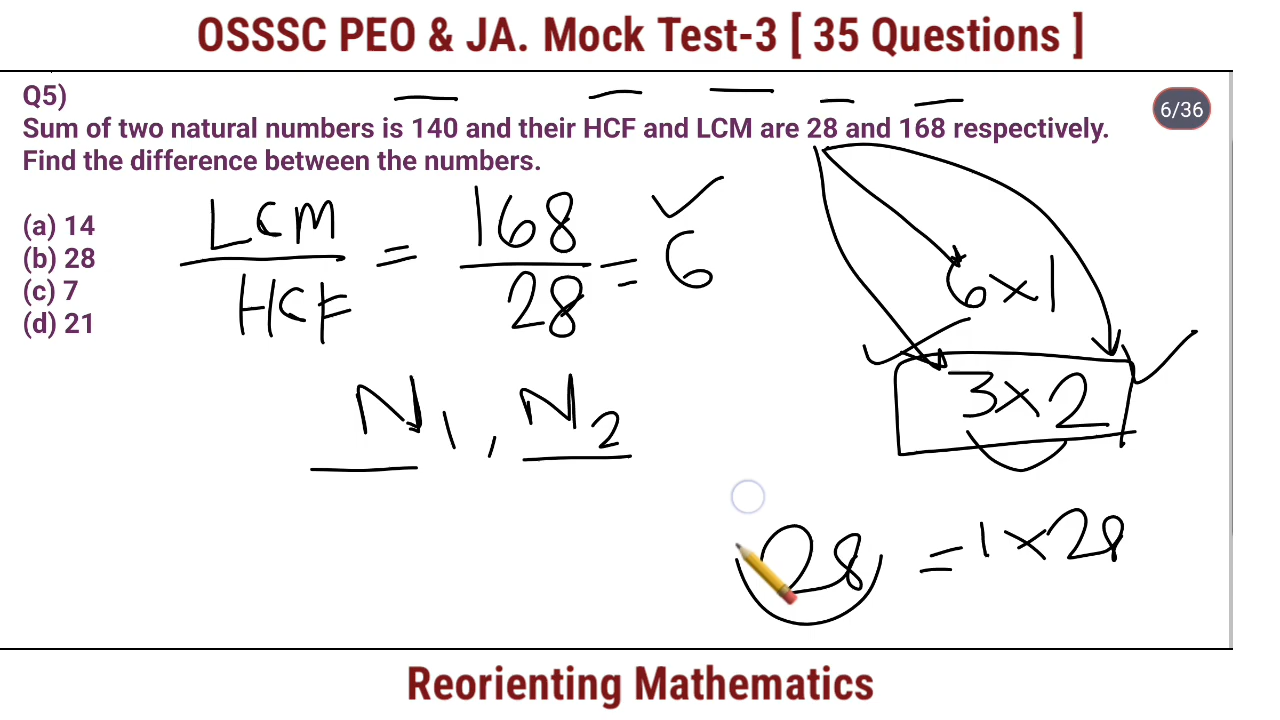 OSSSC PEO & JA. Mock Test-3 [ 35 Questions ]
Q5)
6/36
Sum of two natural numbers is 140 and their HCF and LCM are 28 and 168 respectively.
Find the difference between the numbers.
(a) 14
(b) 28
(c) 7
(d) 21
LCM/HCF = 168/28 = 6
6×1
3×2
N1, N2
28 = 1×28
Reorienting Mathematics